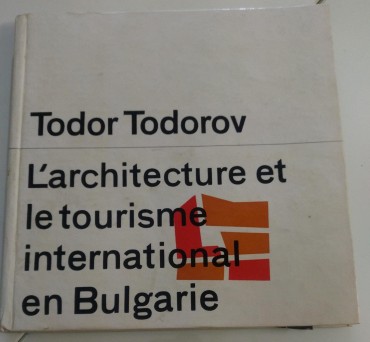 Todor Todorov
L'architecture et
le tourisme
international
en Bulgarie